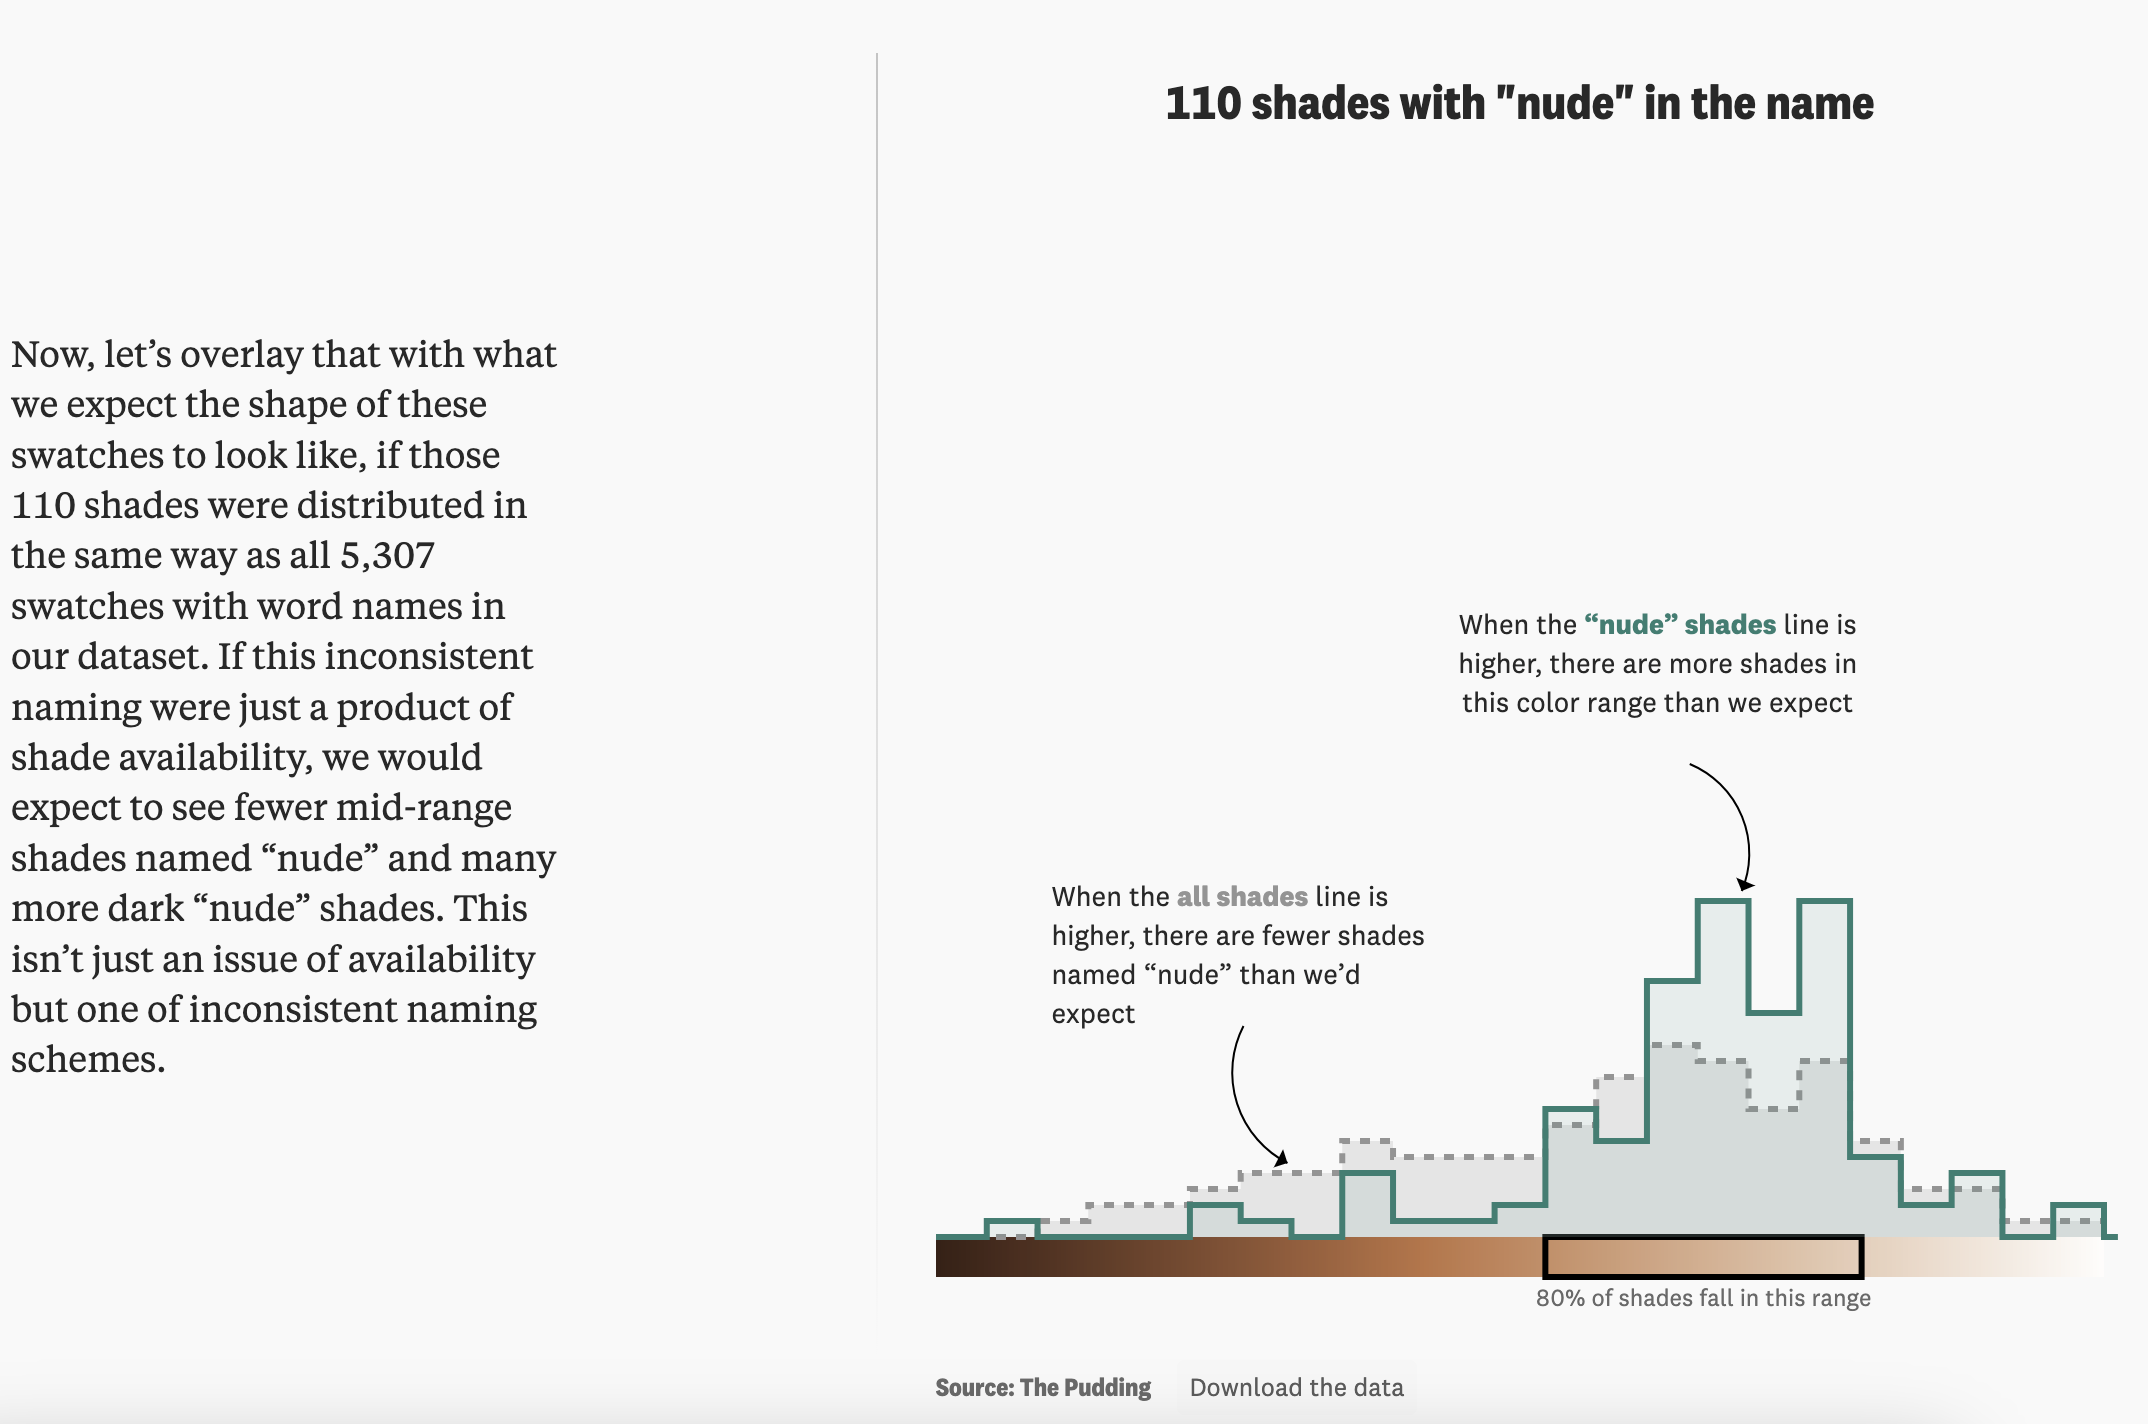 110 shades with "nude" in the name
Now, let’s overlay that with what
we expect the shape of these
swatches to look like, if those
110 shades were distributed in
the same way as all 5,307
swatches with word names in
our dataset. If this inconsistent
naming were just a product of
shade availability, we would
expect to see fewer mid-range
shades named “nude” and many
more dark “nude” shades. This
isn’t just an issue of availability
but one of inconsistent naming
schemes.
When the “nude” shades line is
higher, there are more shades in
this color range than we expect
When the all shades line is
higher, there are fewer shades
named “nude” than we’d
expect
80% of shades fall in this range
Source: The Pudding Download the data